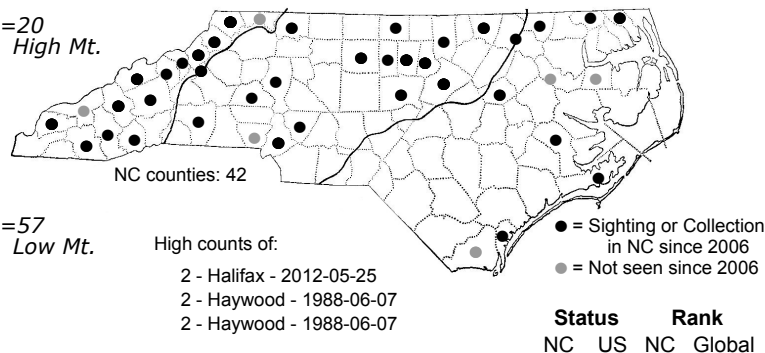 =20
High Mt.
NC counties: 42
=57
Low Mt.
High counts of:
2 - Halifax - 2012-05-25
2 - Haywood - 1988-06-07
2 - Haywood - 1988-06-07
= Sighting or Collection
in NC since 2006
= Not seen since 2006
Status Rank
NC US NC Global